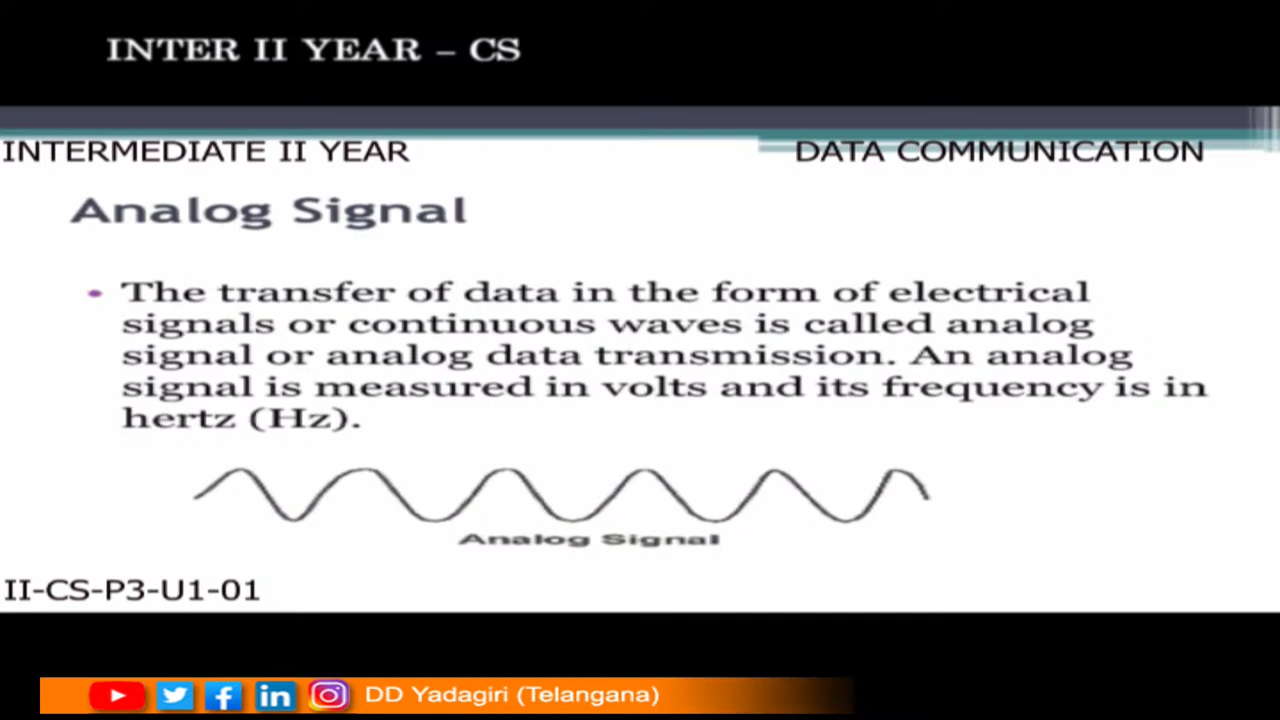 INTER II YEAR – CS
INTERMEDIATE II YEAR
DATA COMMUNICATION
Analog Signal
• The transfer of data in the form of electrical
signals or continuous waves is called analog
signal or analog data transmission. An analog
signal is measured in volts and its frequency is in
hertz (Hz).
Analog Signal
II-CS-P3-U1-01
DD Yadagiri (Telangana)